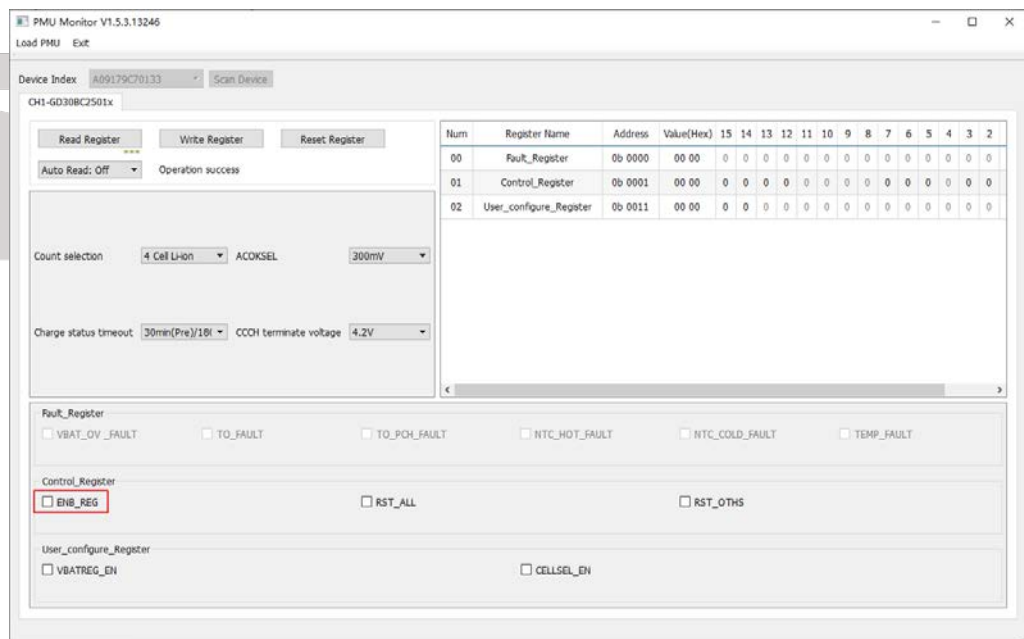 PMU Monitor V1.5.3.13246
Load PMU Exit
Device Index A09179C70133 Scan Device
CH1-GD30BC2501x
Read Register Write Register Reset Register
Auto Read: Off Operation success
Count selection 4 Cell Li-ion ACOKSEL 300mV
Charge status timeout 30min(Pre)/18( CCCH terminate voltage 4.2V
Num Register Name Address Value(Hex) 15 14 13 12 11 10 9 8 7 6 5 4 3 2
00 Fault_Register 0b 0000 00 00 0 0 0 0 0 0 0 0 0 0 0 0 0 0
01 Control_Register 0b 0001 00 00 0 0 0 0 0 0 0 0 0 0 0 0 0 0
02 User_configure_Register 0b 0011 00 00 0 0 0 0 0 0 0 0 0 0 0 0 0 0
Fault_Register
VBAT_OV _FAULT TO_FAULT TO_PCH_FAULT NTC_HOT_FAULT NTC_COLD_FAULT TEMP_FAULT
Control_Register
ENB_REG RST_ALL RST_OTHS
User_configure_Register
VBATREG_EN CELLSEL_EN